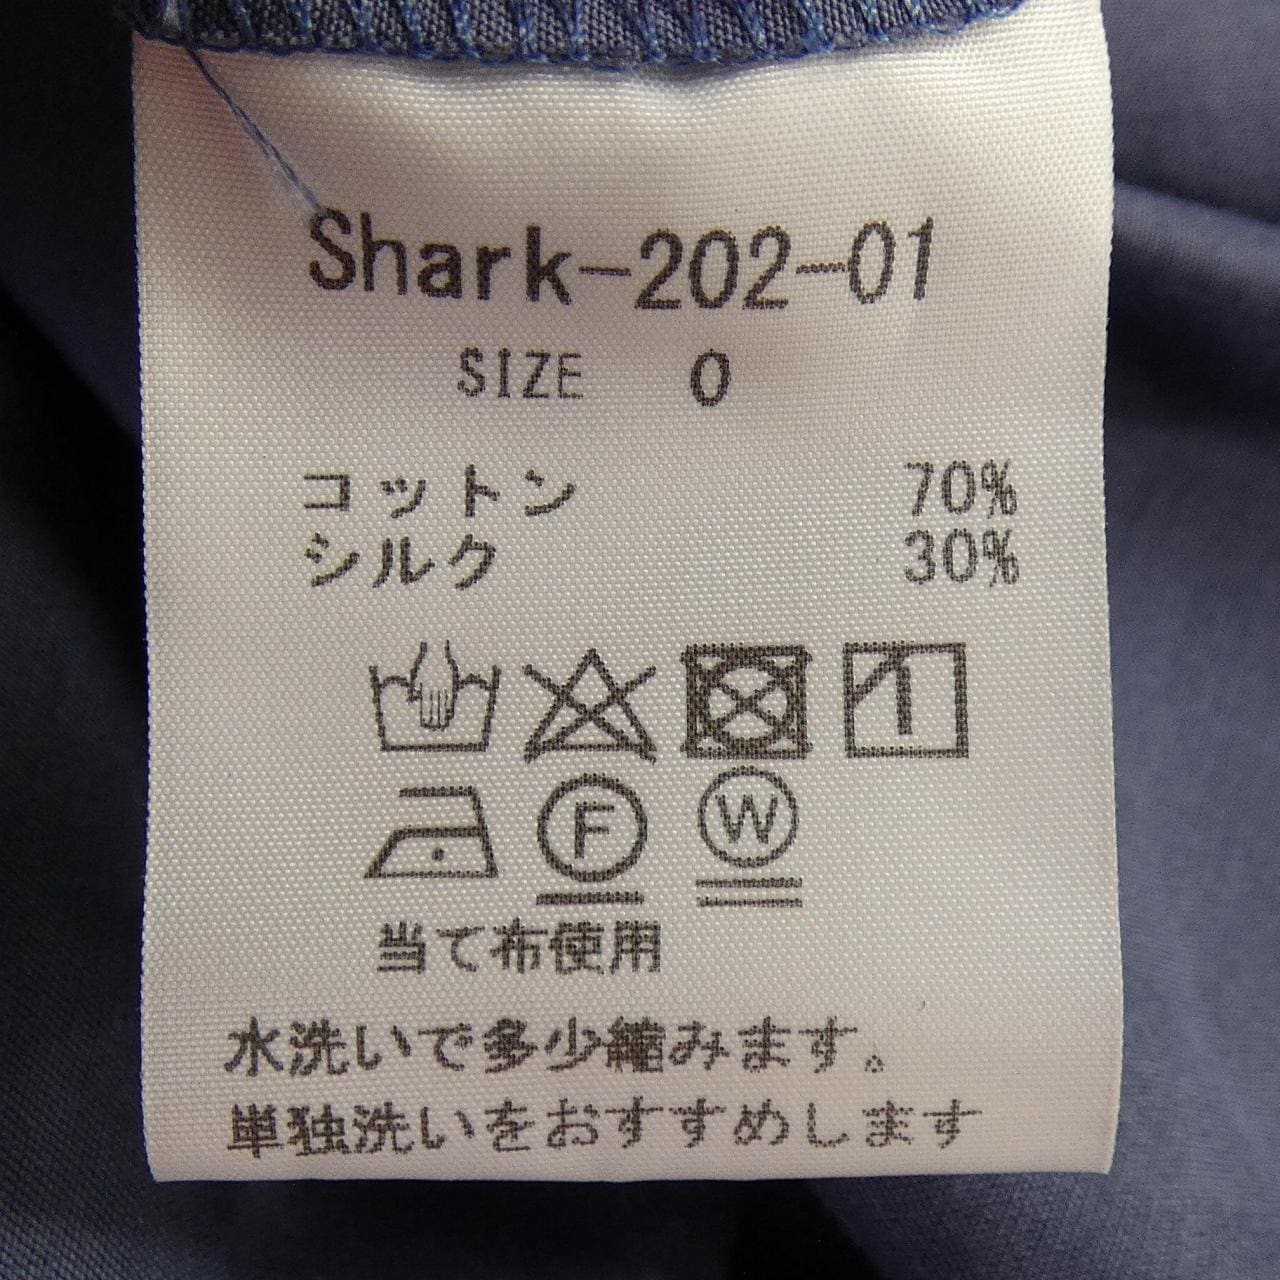 Shark-202-01
SIZE 0
コットン 70%
シルク 30%
F W
当て布使用
水洗いで多少縮みます。
単独洗いをおすすめします